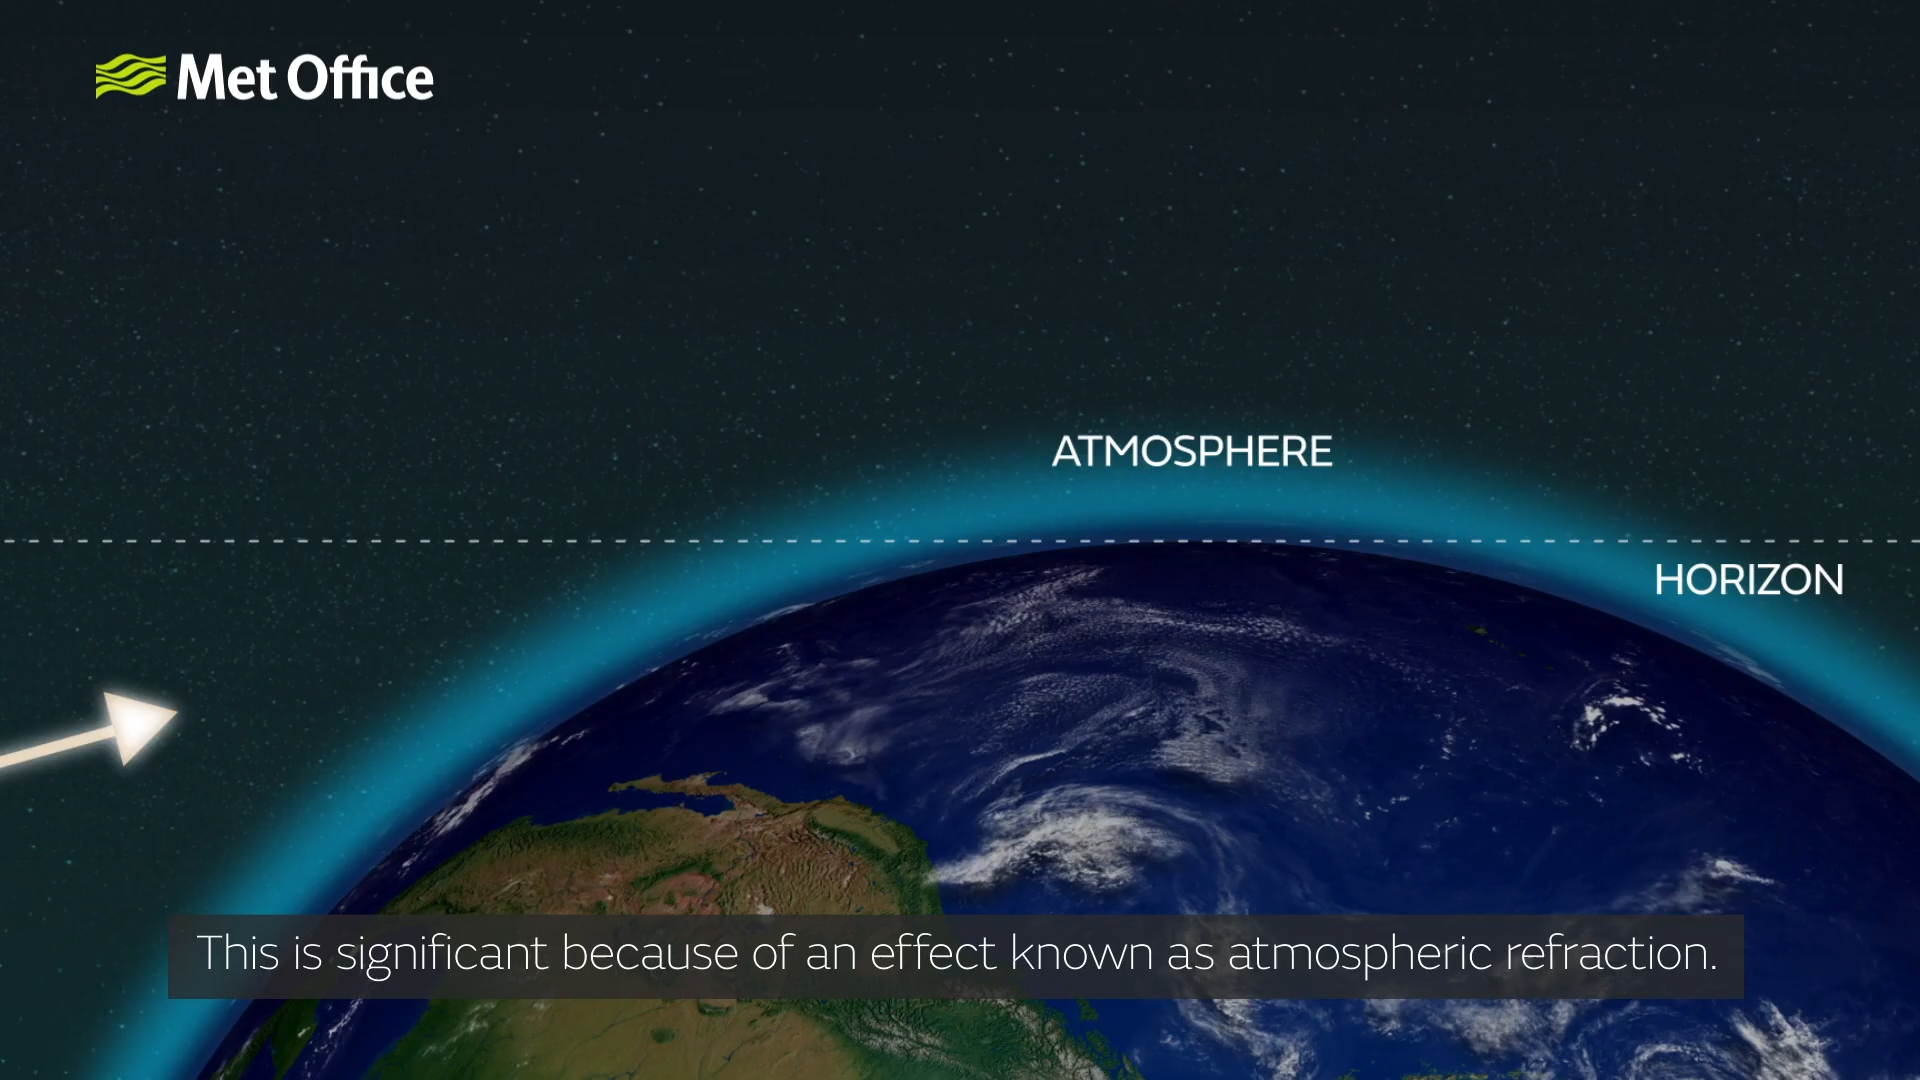 Met Office
ATMOSPHERE
HORIZON
This is significant because of an effect known as atmospheric refraction.